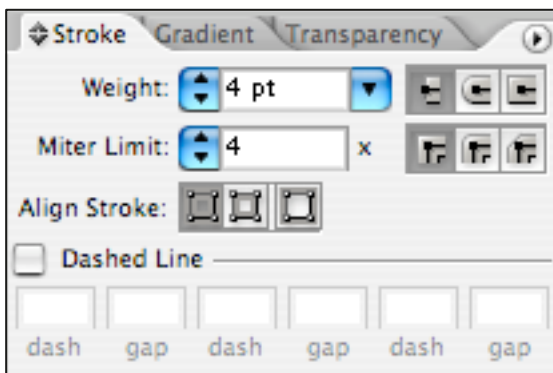 Stroke Gradient Transparency
Weight: 4 pt
Miter Limit: 4 x
Align Stroke:
Dashed Line
dash gap dash gap dash gap